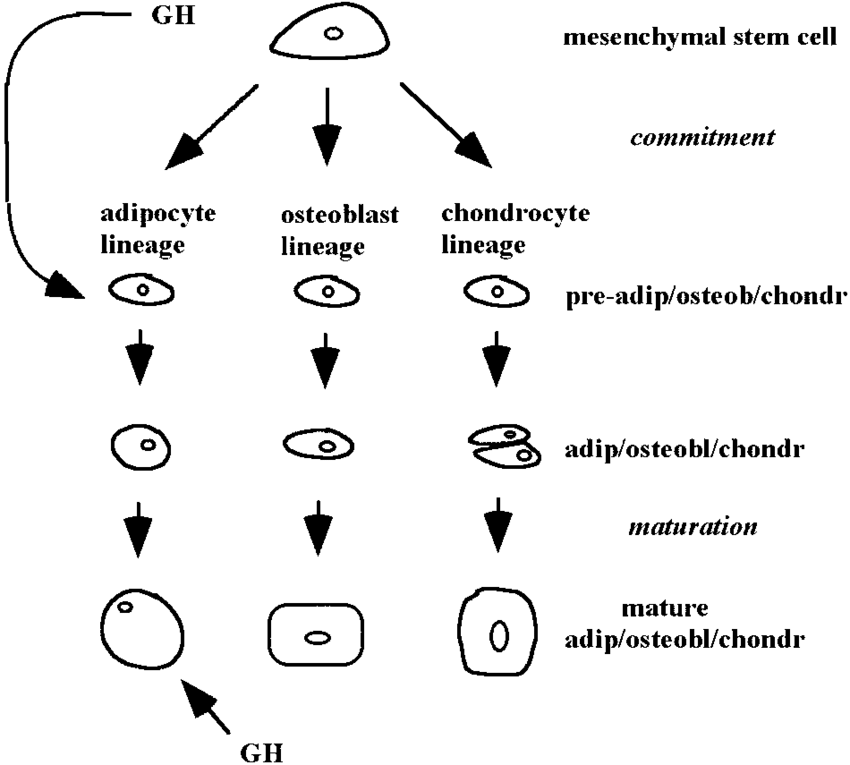 GH
mesenchymal stem cell
commitment
adipocyte
lineage
osteoblast
lineage
chondrocyte
lineage
pre-adip/osteob/chondr
adip/osteobl/chondr
maturation
mature
adip/osteobl/chondr
GH